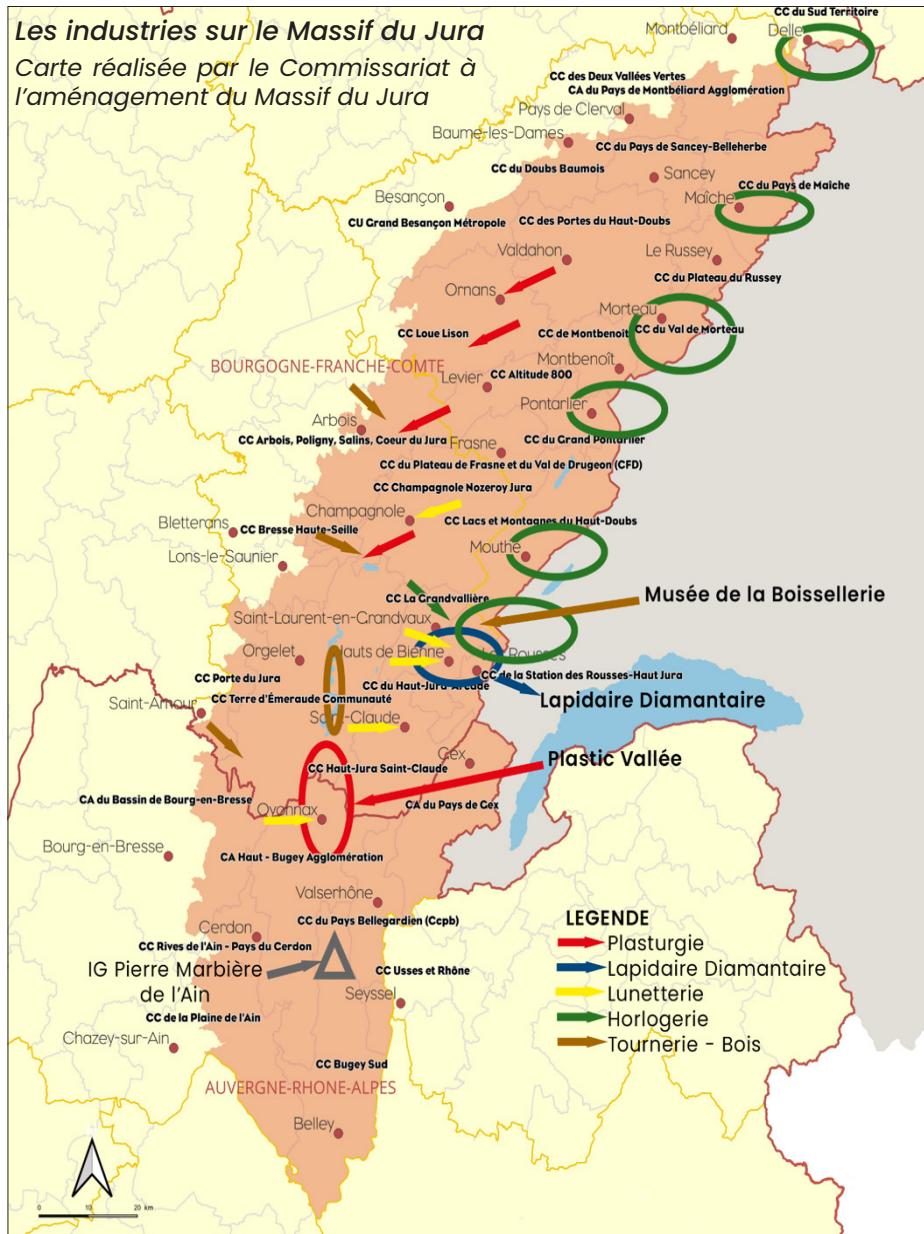 Les industries sur le Massif du Jura
Carte réalisée par le Commissariat à
l'aménagement du Massif du Jura
CC du Sud Territoire
Montbéliard
Delle
CC des Deux Vallées Vertes
CA du Pays de Montbéliard Agglomération
Pays de Clerval
Baume-les-Dames
CC du Pays de Sancey-Belleherbe
CC du Doubs Baumois
Sancey
CC du Pays de Maîche
Maîche
Besançon
CU Grand Besançon Métropole
CC des Portes du Haut-Doubs
Valdahon
Le Russey
CC du Plateau du Russey
Ornans
Morteau
CC Loue Lison
CC de Montbenoit
CC du Val de Morteau
BOURGOGNE-FRANCHE-COMTE
Montbenoît
Levier
CC Altitude 800
Pontarlier
Arbois
CC Arbois, Poligny, Salins, Coeur du Jura
Frasne
CC du Grand Pontarlier
CC du Plateau de Frasne et du Val de Drugeon (CFD)
CC Champagnole Nozeroy Jura
Champagnole
CC Lacs et Montagnes du Haut-Doubs
Bletterans
CC Bresse Haute-Seille
Mouthe
Lons-le-Saunier
CC La Grandvallière
Musée de la Boissellerie
Saint-Laurent-en-Grandvaux
Orgelet
Hauts de Bienne
Les Rousses
CC Porte du Jura
CC de la Station des Rousses-Haut Jura
CC du Haut-Jura-Arcade
Saint-Amour
CC Terre d'Émeraude Communauté
Lapidaire Diamantaire
Saint-Claude
Gex
Plastic Vallée
CC Haut-Jura Saint-Claude
CA du Bassin de Bourg-en-Bresse
CA du Pays de Gex
Oyonnax
Bourg-en-Bresse
CA Haut - Bugey Agglomération
Valserhône
Cerdon
CC du Pays Bellegardien (Ccpb)
CC Rives de l'Ain - Pays du Cerdon
IG Pierre Marbière
de l'Ain
CC Usses et Rhône
Seyssel
CC de la Plaine de l'Ain
Chazey-sur-Ain
CC Bugey Sud
AUVERGNE-RHONE-ALPES
Belley
LEGENDE
Plasturgie
Lapidaire Diamantaire
Lunetterie
Horlogerie
Tournerie - Bois
0 10 20 km